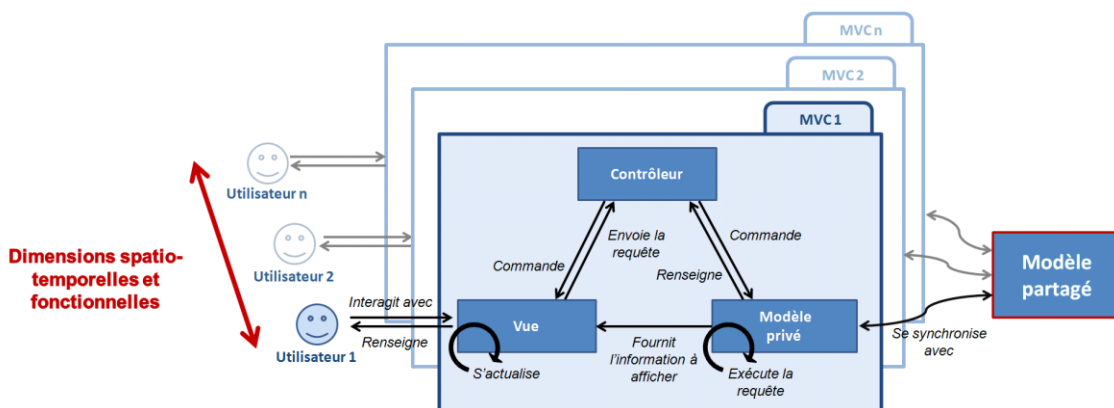 MVC n
MVC 2
MVC 1
Contrôleur
Utilisateur n
Envoie la
requête
Commande
Commande
Renseigne
Dimensions spatio-
temporelles et
fonctionnelles
Utilisateur 2
Modèle
partagé
Interagit avec
Renseigne
Utilisateur 1
Vue
S'actualise
Fournit
l'information à
afficher
Modèle
privé
Exécute la
requête
Se synchronise
avec